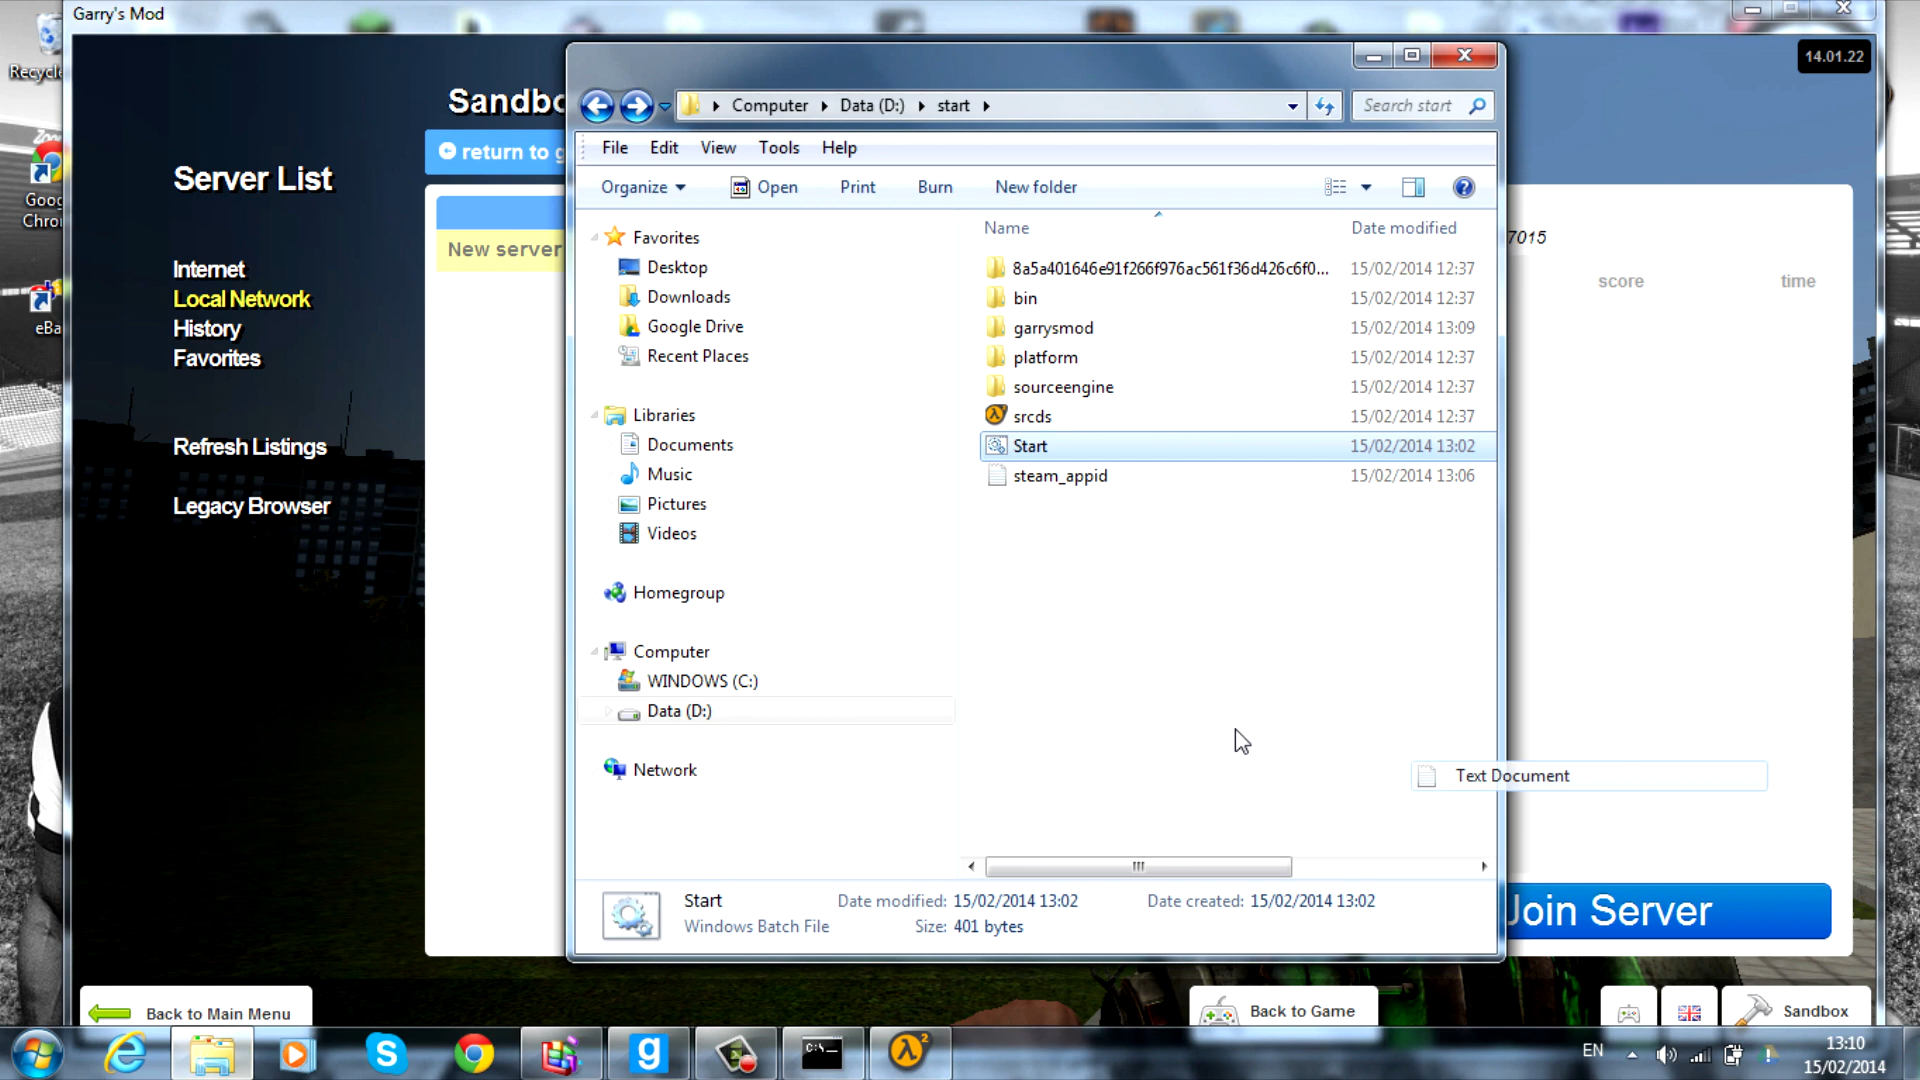 Garry's Mod
14.01.22
Recycle
Goog
Chro
eBa
Sandbo
return to g
Server List
New server
Internet
Local Network
History
Favorites
Refresh Listings
Legacy Browser
7015
score
time
Join Server
Back to Main Menu
Back to Game
Sandbox
Computer
Data (D:)
start
Search start
File
Edit
View
Tools
Help
Organize
Open
Print
Burn
New folder
Name
Date modified
Favorites
Desktop
Downloads
Google Drive
Recent Places
Libraries
Documents
Music
Pictures
Videos
Homegroup
Computer
WINDOWS (C:)
Data (D:)
Network
8a5a401646e91f266f976ac561f36d426c6f0... 15/02/2014 12:37
bin 15/02/2014 12:37
garrysmod 15/02/2014 13:09
platform 15/02/2014 12:37
sourceengine 15/02/2014 12:37
srcds 15/02/2014 12:37
Start 15/02/2014 13:02
steam_appid 15/02/2014 13:06
Text Document
Start
Date modified: 15/02/2014 13:02
Date created: 15/02/2014 13:02
Windows Batch File
Size: 401 bytes
C:\
EN
13:10
15/02/2014